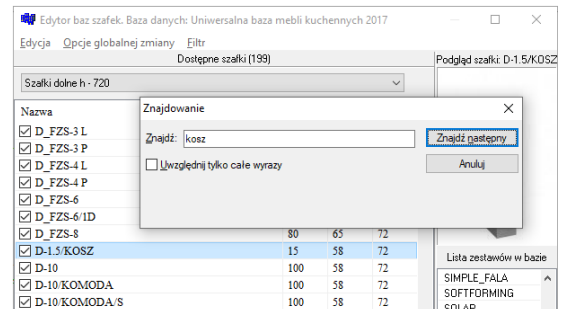 Edytor baz szafek. Baza danych: Uniwersalna baza mebli kuchennych 2017
Edycja Opcje globalnej zmiany Filtr
Dostępne szafki (199)
Podgląd szafki: D-1.5/KOSZ
Szafki dolne h - 720
Nazwa
Znajdowanie
Znajdź: kosz
Znajdź następny
Uwzględnij tylko całe wyrazy
Anuluj
D_FZS-3 L
D_FZS-3 P
D_FZS-4 L
D_FZS-4 P
D_FZS-6
D_FZS-6/1D
D_FZS-8 80 65 72
D-1.5/KOSZ 15 58 72
D-10 100 58 72
D-10/KOMODA 100 58 72
D-10/KOMODA/S 100 58 72
Lista zestawów w bazie
SIMPLE_FALA
SOFTFORMING
SOLAR